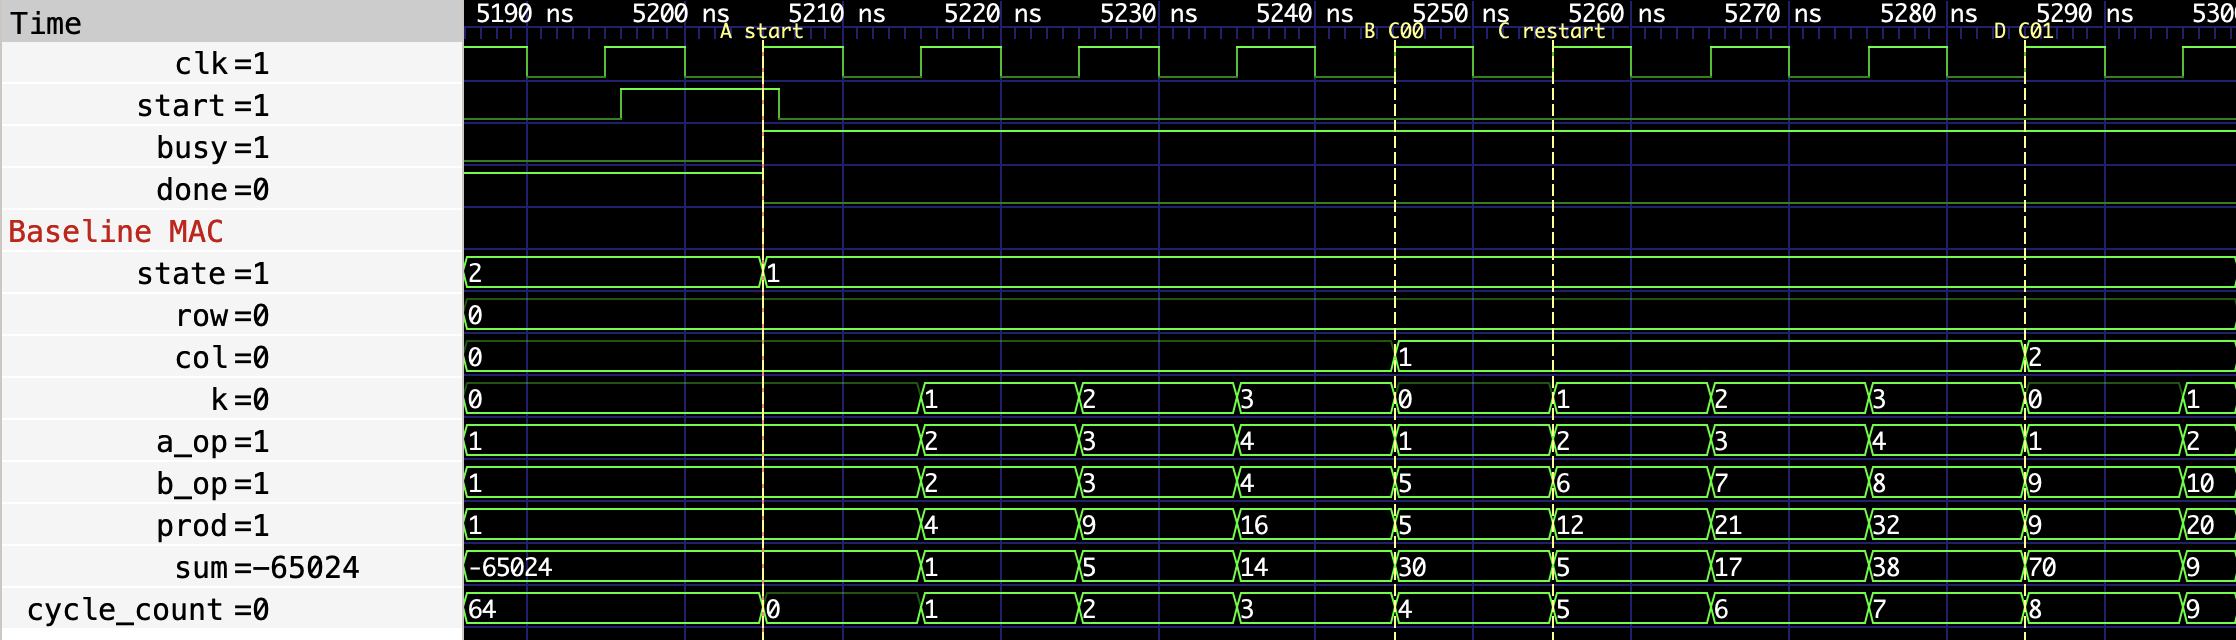 Time 5190 ns 5200 ns 5210 ns 5220 ns 5230 ns 5240 ns 5250 ns 5260 ns 5270 ns 5280 ns 5290 ns 530
A start B C00 C restart D C01
clk=1
start=1
busy=1
done=0
Baseline MAC
state=1 2 1
row=0 0
col=0 0 1 2
k=0 0 1 2 3 0 1 2 3 0 1
a_op=1 1 2 3 4 1 2 3 4 1 2
b_op=1 1 2 3 4 5 6 7 8 9 10
prod=1 1 4 9 16 5 12 21 32 9 20
sum=-65024 -65024 1 5 14 30 5 17 38 70 9
cycle_count=0 64 0 1 2 3 4 5 6 7 8 9